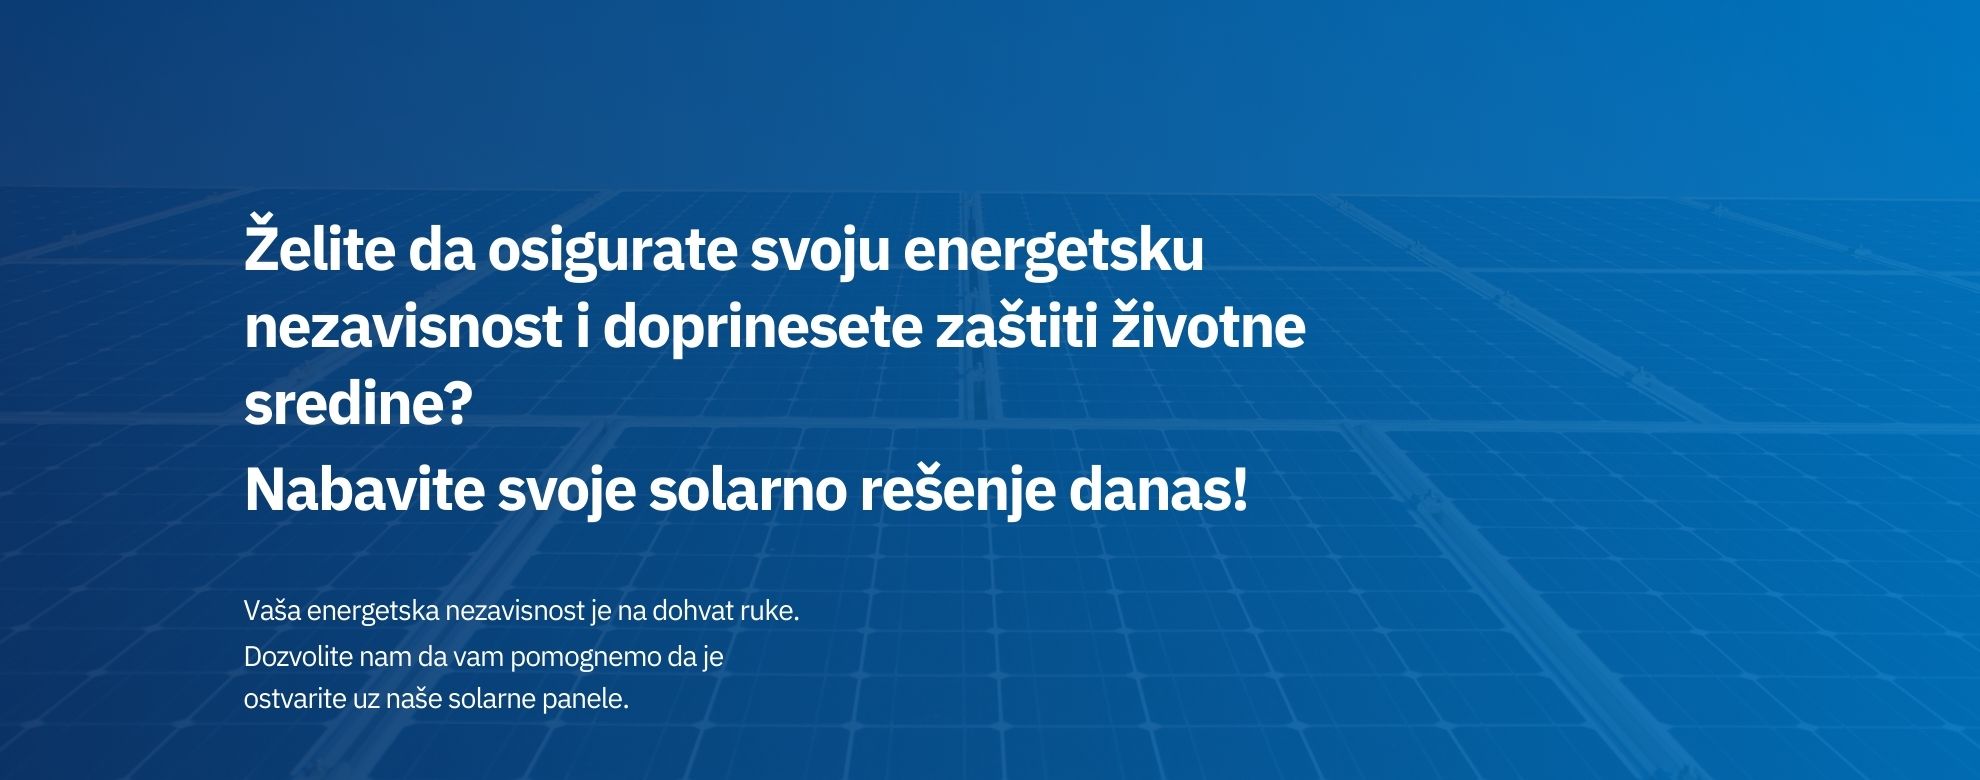 Želite da osigurate svoju energetsku
nezavisnost i doprinesete zaštiti životne
sredine?
Nabavite svoje solarno rešenje danas!
Vaša energetska nezavisnost je na dohvat ruke.
Dozvolite nam da vam pomognemo da je
ostvarite uz naše solarne panele.